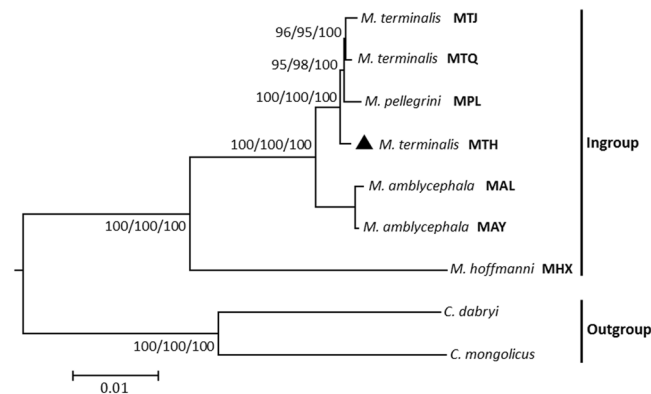 M. terminalis MTJ
96/95/100
M. terminalis MTQ
95/98/100
100/100/100
M. pellegrini MPL
100/100/100
M. terminalis MTH
Ingroup
M. amblycephala MAL
100/100/100
M. amblycephala MAY
M. hoffmanni MHX
C. dabryi
Outgroup
100/100/100
C. mongolicus
0.01